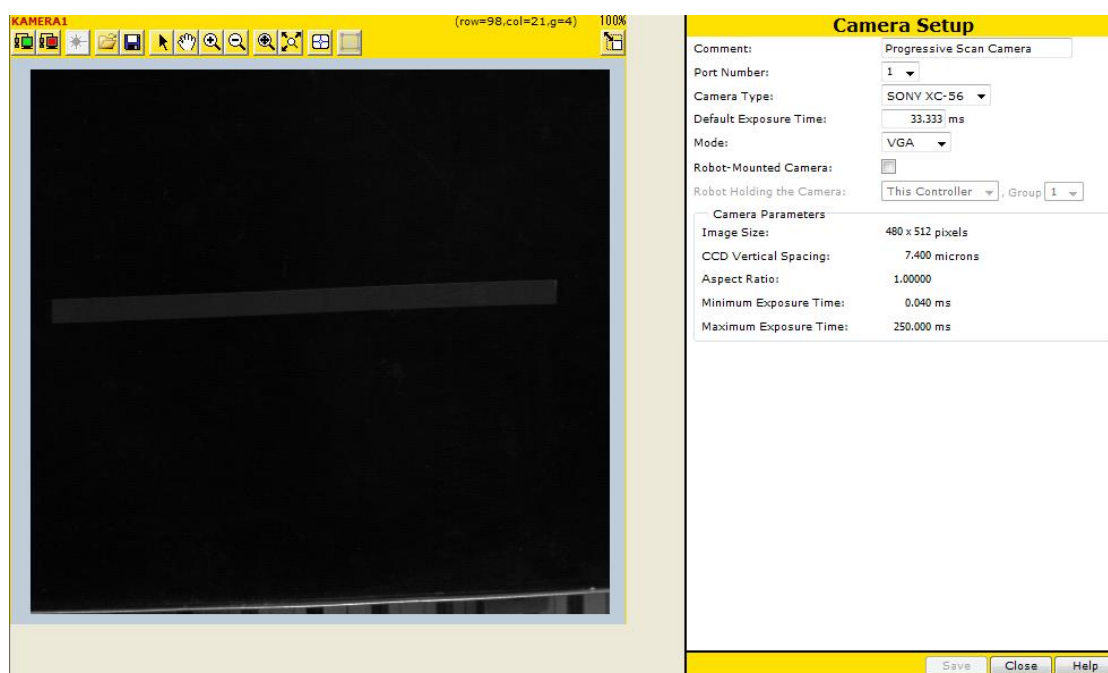 KAMERA1 (row=98,col=21,g=4) 100%
Camera Setup
Comment: Progressive Scan Camera
Port Number: 1
Camera Type: SONY XC-56
Default Exposure Time: 33.333 ms
Mode: VGA
Robot-Mounted Camera:
Robot Holding the Camera: This Controller , Group 1
Camera Parameters
Image Size: 480 x 512 pixels
CCD Vertical Spacing: 7.400 microns
Aspect Ratio: 1.00000
Minimum Exposure Time: 0.040 ms
Maximum Exposure Time: 250.000 ms
Save Close Help